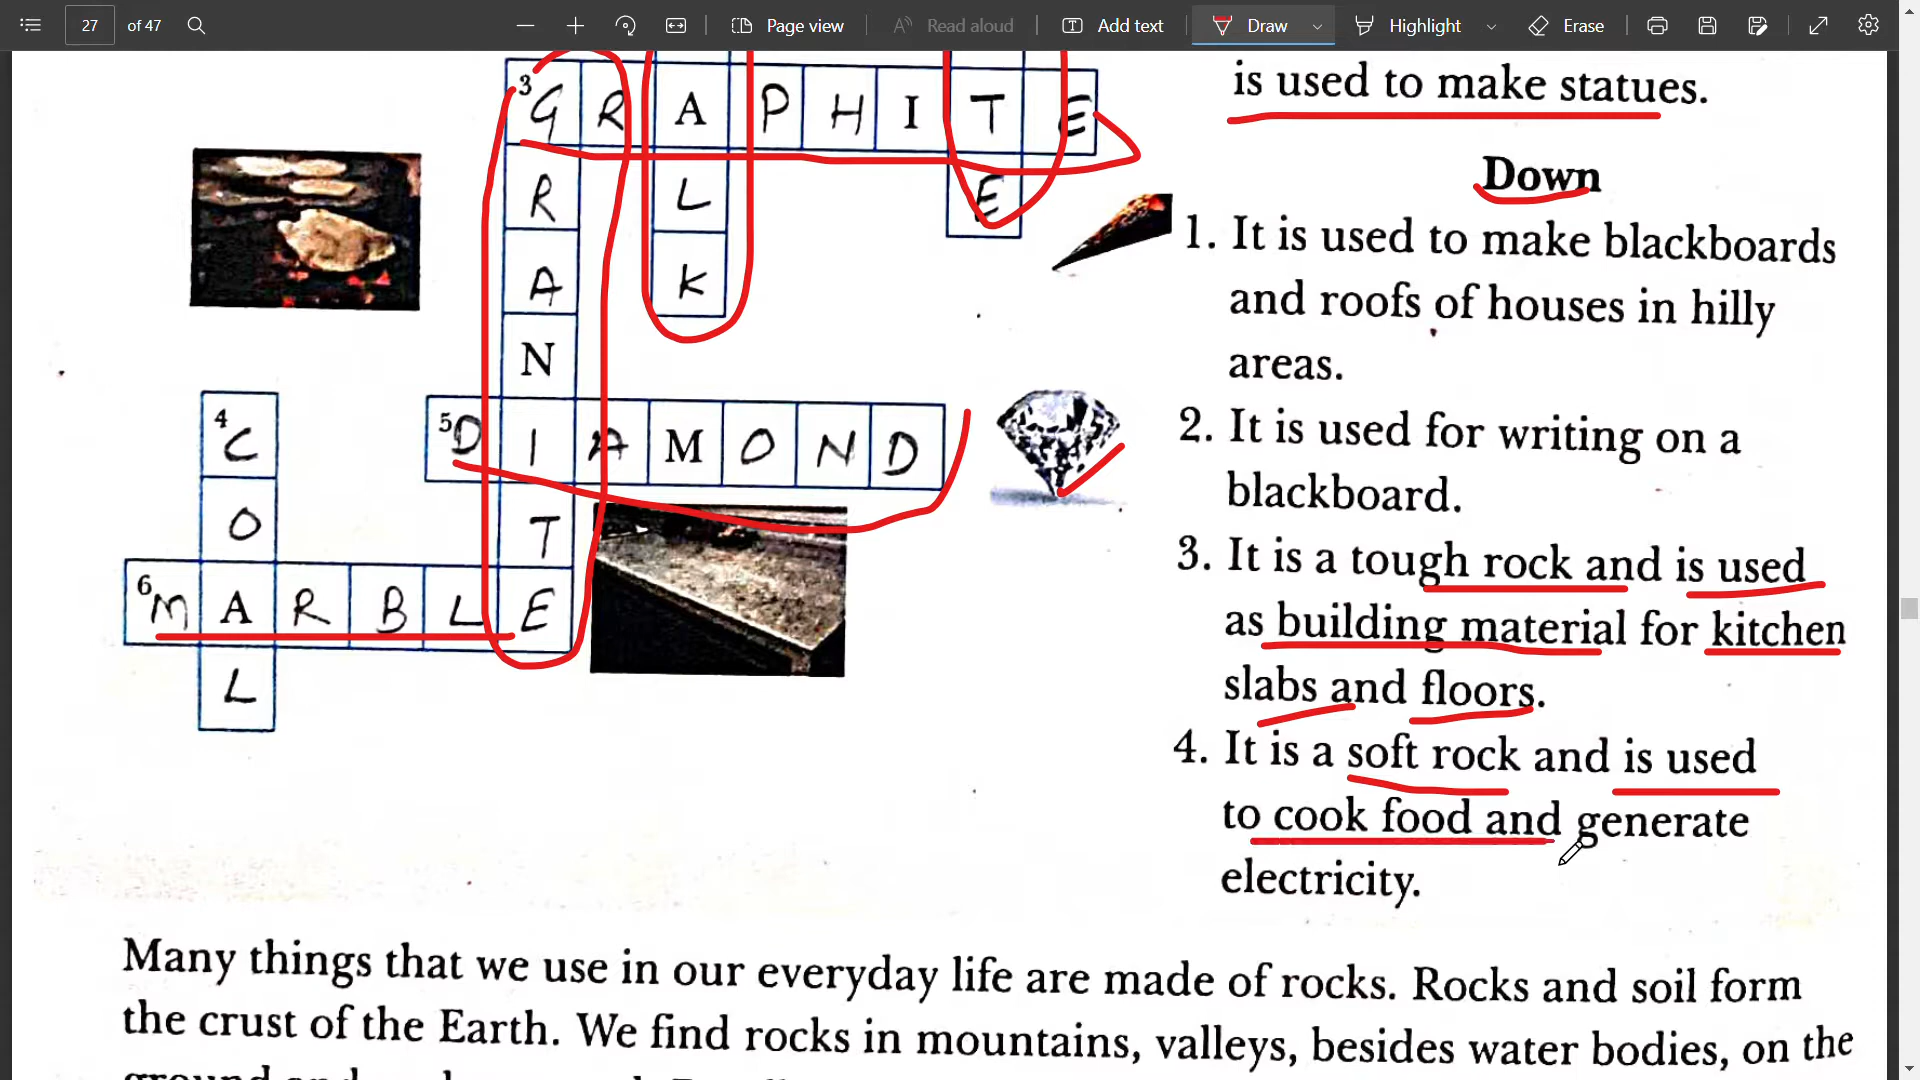 27 of 47 Page view Read aloud Add text Draw Highlight Erase
is used to make statues.
3 G R A P H I T E
R L E
A K
N
4 C 5 D I A M O N D
O T
6 M A R B L E
L
Down
1. It is used to make blackboards
and roofs of houses in hilly
areas.
2. It is used for writing on a
blackboard.
3. It is a tough rock and is used
as building material for kitchen
slabs and floors.
4. It is a soft rock and is used
to cook food and generate
electricity.
Many things that we use in our everyday life are made of rocks. Rocks and soil form
the crust of the Earth. We find rocks in mountains, valleys, besides water bodies, on the